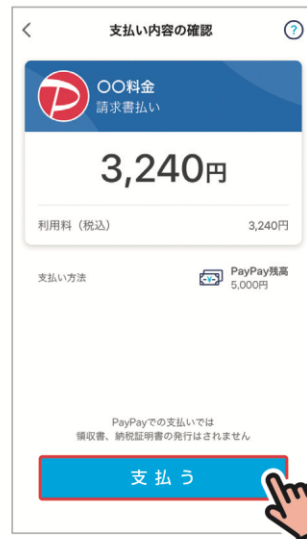 支払い内容の確認
?
〇〇料金
請求書払い
3,240円
利用料（税込） 3,240円
支払い方法 PayPay残高
5,000円
PayPayでの支払いでは
領収書、納税証明書の発行はされません
支払う